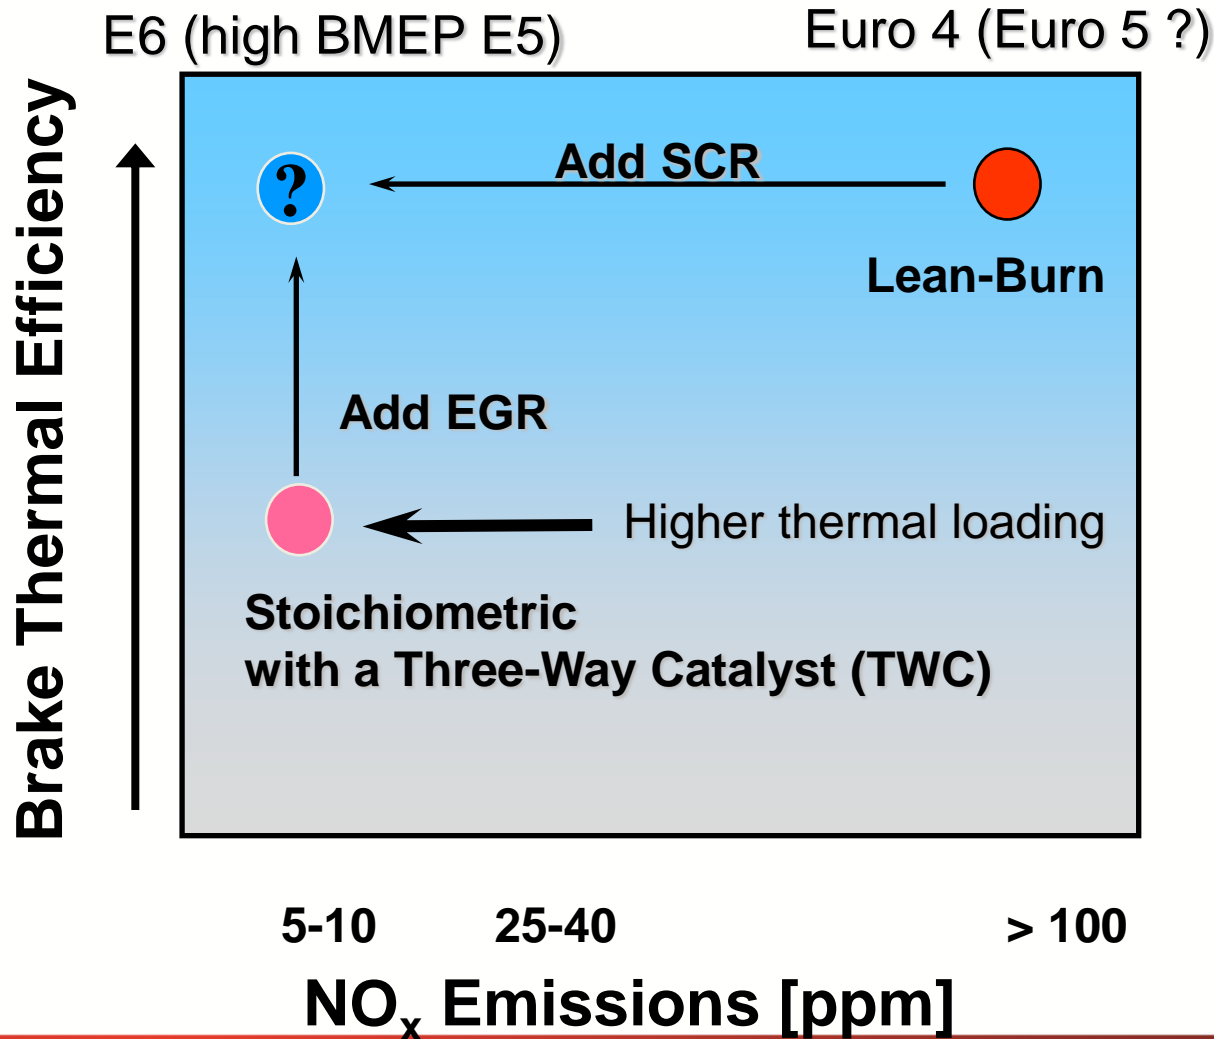 E6 (high BMEP E5)
Euro 4 (Euro 5 ?)
Brake Thermal Efficiency
?
Add SCR
Lean-Burn
Add EGR
Higher thermal loading
Stoichiometric
with a Three-Way Catalyst (TWC)
5-10
25-40
> 100
NOx Emissions [ppm]